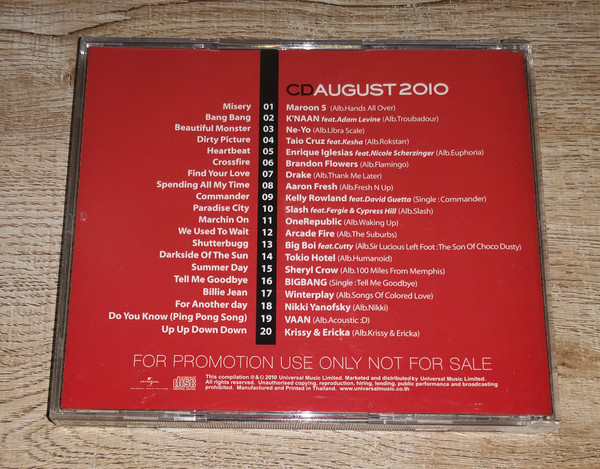 CDAUGUST2010
Misery 01 Maroon 5 (Alb.Hands All Over)
Bang Bang 02 K'NAAN feat.Adam Levine (Alb.Troubadour)
Beautiful Monster 03 Ne-Yo (Alb.Libra Scale)
Dirty Picture 04 Taio Cruz feat.Kesha (Alb.Rokstarr)
Heartbeat 05 Enrique Iglesias feat.Nicole Scherzinger (Alb.Euphoria)
Crossfire 06 Brandon Flowers (Alb.Flamingo)
Find Your Love 07 Drake (Alb.Thank Me Later)
Spending All My Time 08 Aaron Fresh (Alb.Fresh N Up)
Commander 09 Kelly Rowland feat.David Guetta (Single : Commander)
Paradise City 10 Slash feat.Fergie & Cypress Hill (Alb.Slash)
Marchin On 11 OneRepublic (Alb.Waking Up)
We Used To Wait 12 Arcade Fire (Alb.The Suburbs)
Shutterbugg 13 Big Boi feat.Cutty (Alb.Sir Lucious Left Foot :The Son Of Choco Dusty)
Darkside Of The Sun 14 Tokio Hotel (Alb.Humanoid)
Summer Day 15 Sheryl Crow (Alb.100 Miles From Memphis)
Tell Me Goodbye 16 BIGBANG (Single :Tell Me Goodbye)
Billie Jean 17 Winterplay (Alb.Songs Of Colored Love)
For Another day 18 Nikki Yanofsky (Alb.Nikki)
Do You Know (Ping Pong Song) 19 VAAN (Alb.Acoustic :D)
Up Up Down Down 20 Krissy & Ericka (Alb.Krissy & Ericka)
FOR PROMOTION USE ONLY NOT FOR SALE
This compilation ℗ & © 2010 Universal Music Limited. Marketed and distributed by Universal Music Limited.
All rights reserved. Unauthorised copying, reproduction, hiring, lending, public performance and broadcasting
prohibited. Manufactured and Printed in Thailand. www.universalmusic.co.th